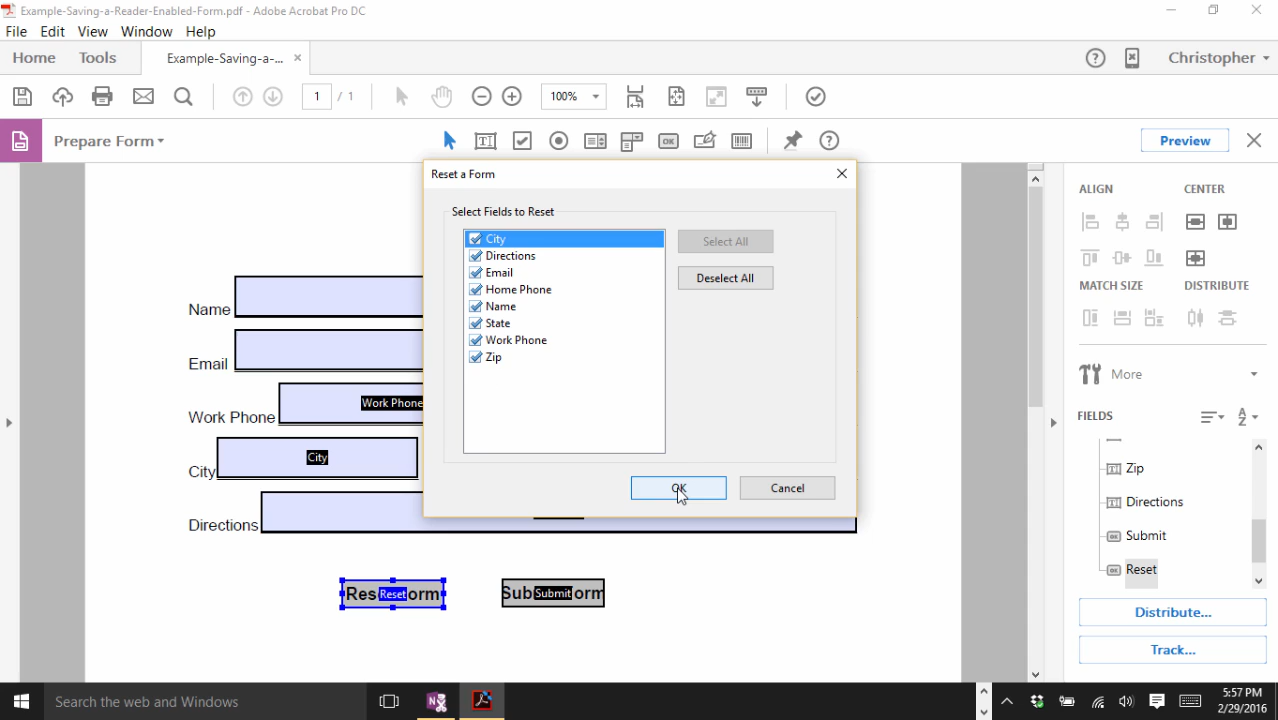 Example-Saving-a-Reader-Enabled-Form.pdf - Adobe Acrobat Pro DC
File Edit View Window Help
Home Tools Example-Saving-a-... Christopher
1 / 1 100%
Prepare Form Preview
Reset a Form
Select Fields to Reset
City
Directions
Email
Home Phone
Name
State
Work Phone
Zip
Select All
Deselect All
OK Cancel
Name
Email
Work Phone Work Phone
City City
Directions
Res Reset orm Sub Submit orm
ALIGN CENTER
MATCH SIZE DISTRIBUTE
More
FIELDS
Zip
Directions
Submit
Reset
Distribute...
Track...
Search the web and Windows
5:57 PM
2/29/2016